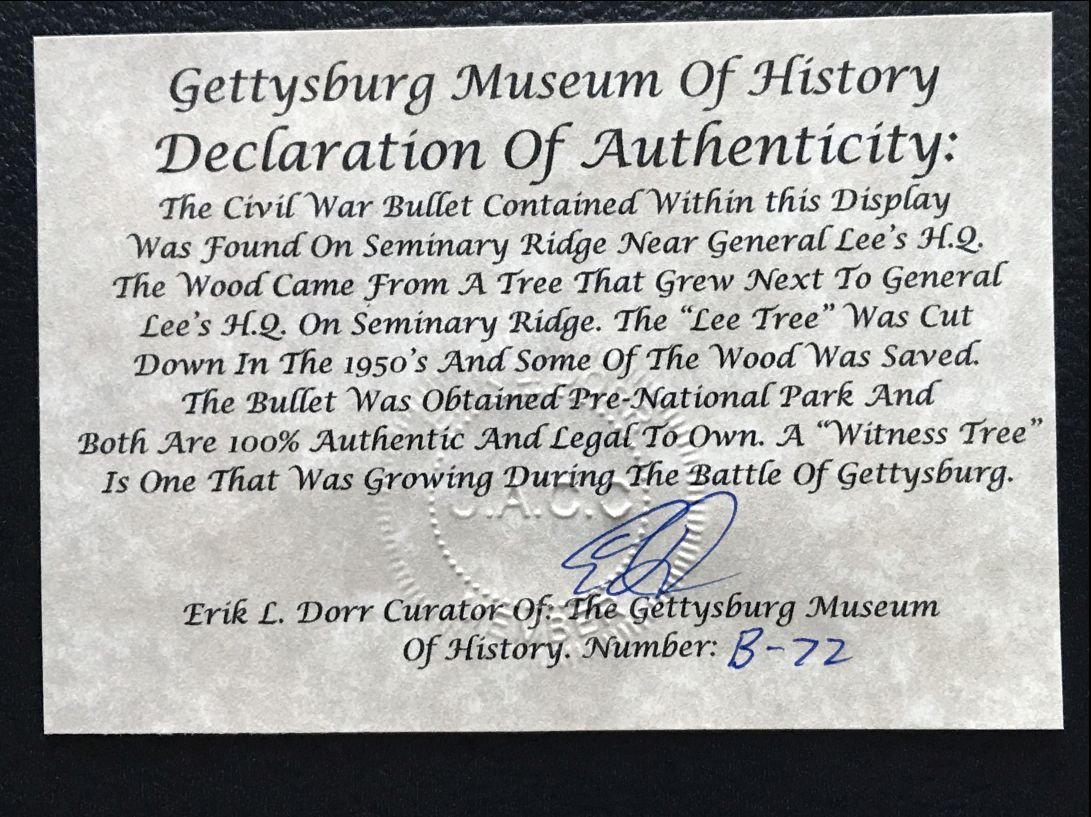 Gettysburg Museum Of History
Declaration Of Authenticity:
The Civil War Bullet Contained Within this Display
Was Found On Seminary Ridge Near General Lee's H.Q.
The Wood Came From A Tree That Grew Next To General
Lee's H.Q. On Seminary Ridge. The “Lee Tree” Was Cut
Down In The 1950's And Some Of The Wood Was Saved.
The Bullet Was Obtained Pre-National Park And
Both Are 100% Authentic And Legal To Own. A “Witness Tree”
Is One That Was Growing During The Battle Of Gettysburg.
Erik L. Dorr Curator Of: The Gettysburg Museum
Of History. Number: B-72